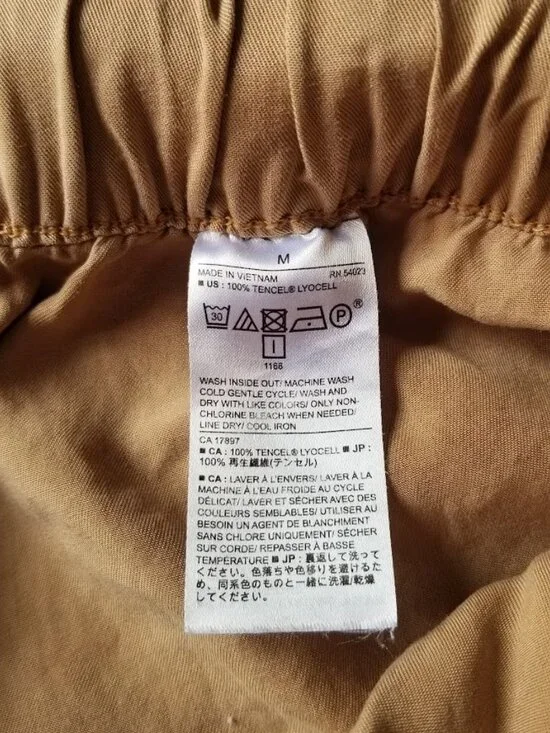 M
MADE IN VIETNAM RN 54023
■ US : 100% TENCEL® LYOCELL
30 P®
1166
WASH INSIDE OUT/ MACHINE WASH
COLD GENTLE CYCLE/ WASH AND
DRY WITH LIKE COLORS/ ONLY NON-
CHLORINE BLEACH WHEN NEEDED/
LINE DRY/ COOL IRON
CA 17897
■ CA : 100% TENCEL® LYOCELL ■ JP :
100% 再生繊維(テンセル)
■ CA : LAVER À L'ENVERS/ LAVER À LA
MACHINE À L'EAU FROIDE AU CYCLE
DÉLICAT/ LAVER ET SÉCHER AVEC DES
COULEURS SEMBLABLES/ UTILISER AU
BESOIN UN AGENT DE BLANCHIMENT
SANS CHLORE UNIQUEMENT/ SÉCHER
SUR CORDE/ REPASSER À BASSE
TEMPERATURE ■ JP : 裏返して洗って
ください。色落ちや色移りを避けるた
め、同系色のものと一緒に洗濯/乾燥
してください。